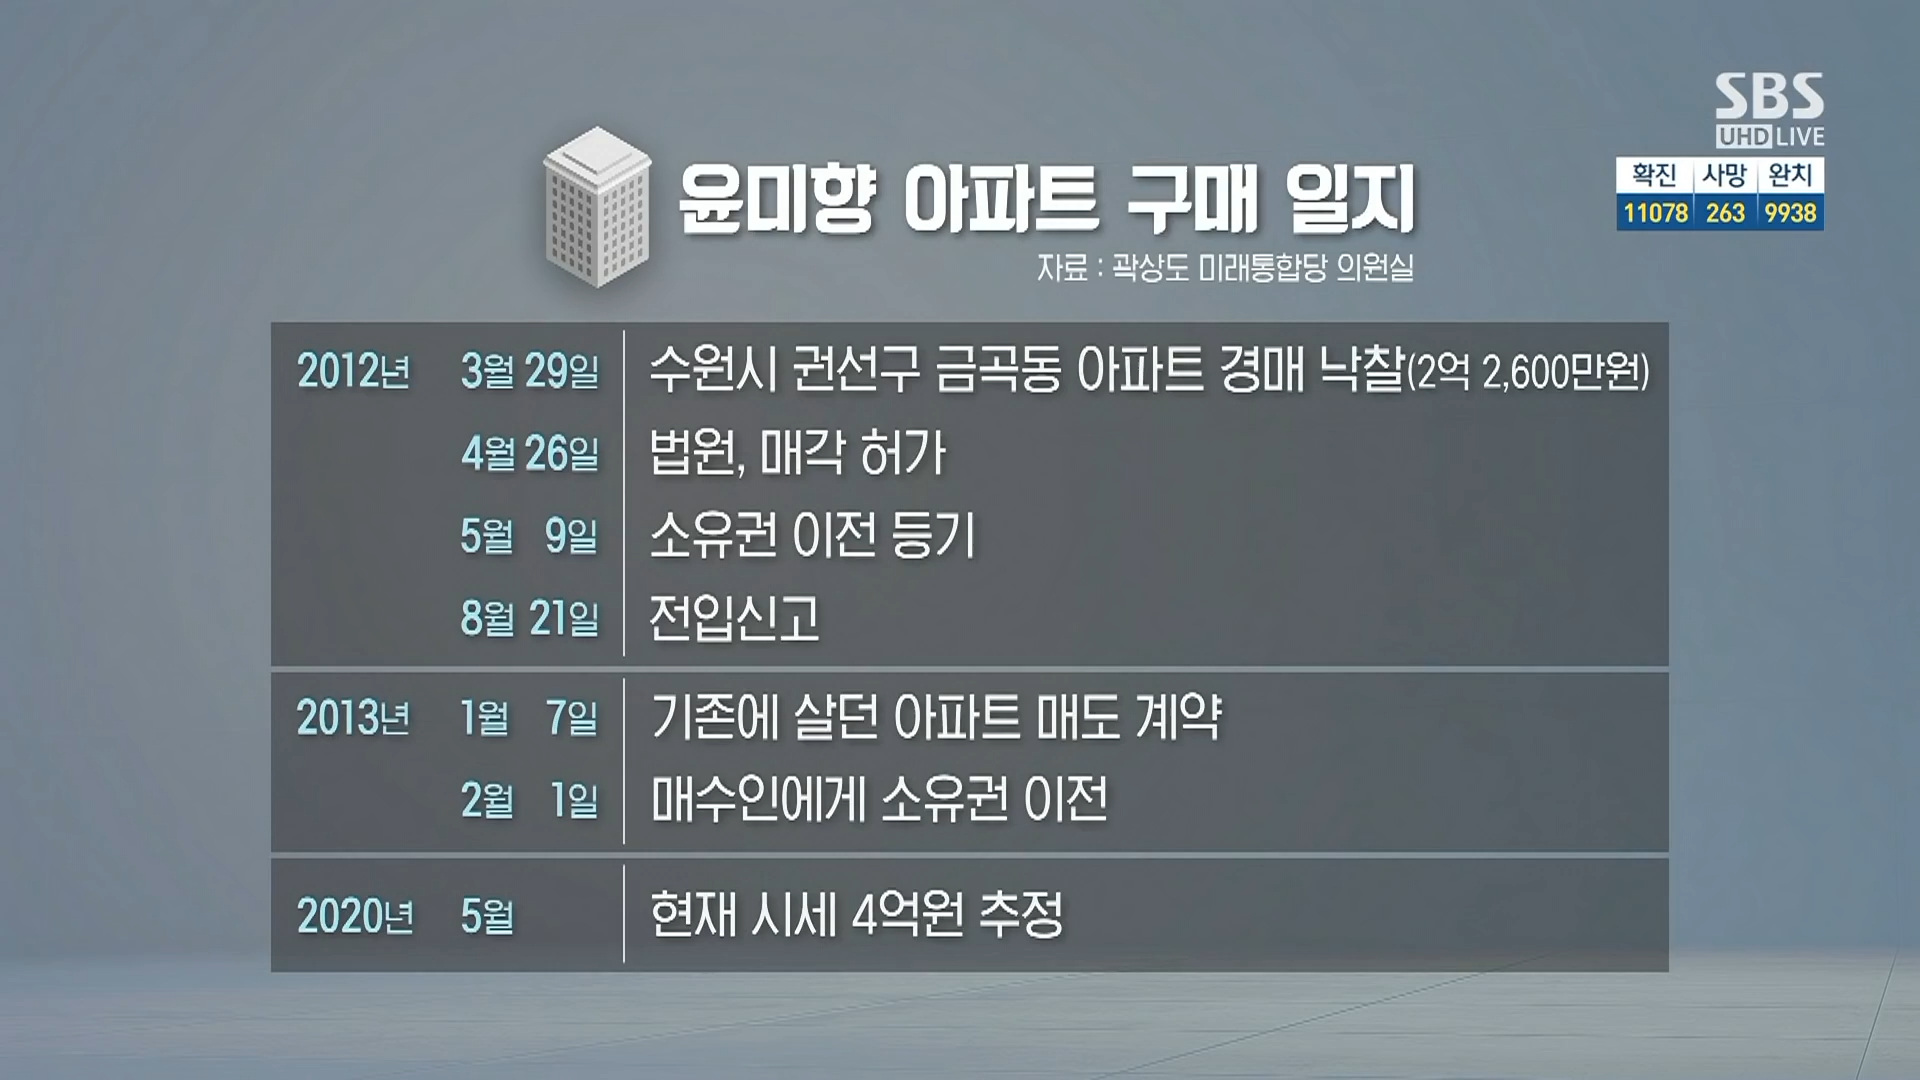 SBS
UHD LIVE
확진 사망 완치
11078 263 9938
윤미향 아파트 구매 일지
자료 : 곽상도 미래통합당 의원실
2012년 3월 29일 수원시 권선구 금곡동 아파트 경매 낙찰(2억 2,600만원)
4월 26일 법원, 매각 허가
5월 9일 소유권 이전 등기
8월 21일 전입신고
2013년 1월 7일 기존에 살던 아파트 매도 계약
2월 1일 매수인에게 소유권 이전
2020년 5월 현재 시세 4억원 추정